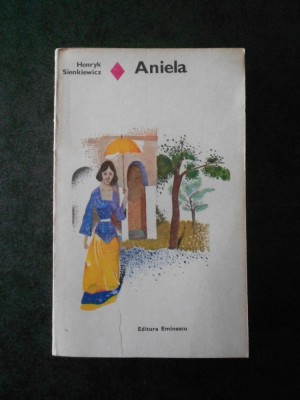 Henryk
Sienkiewicz
Aniela
Editura Eminescu